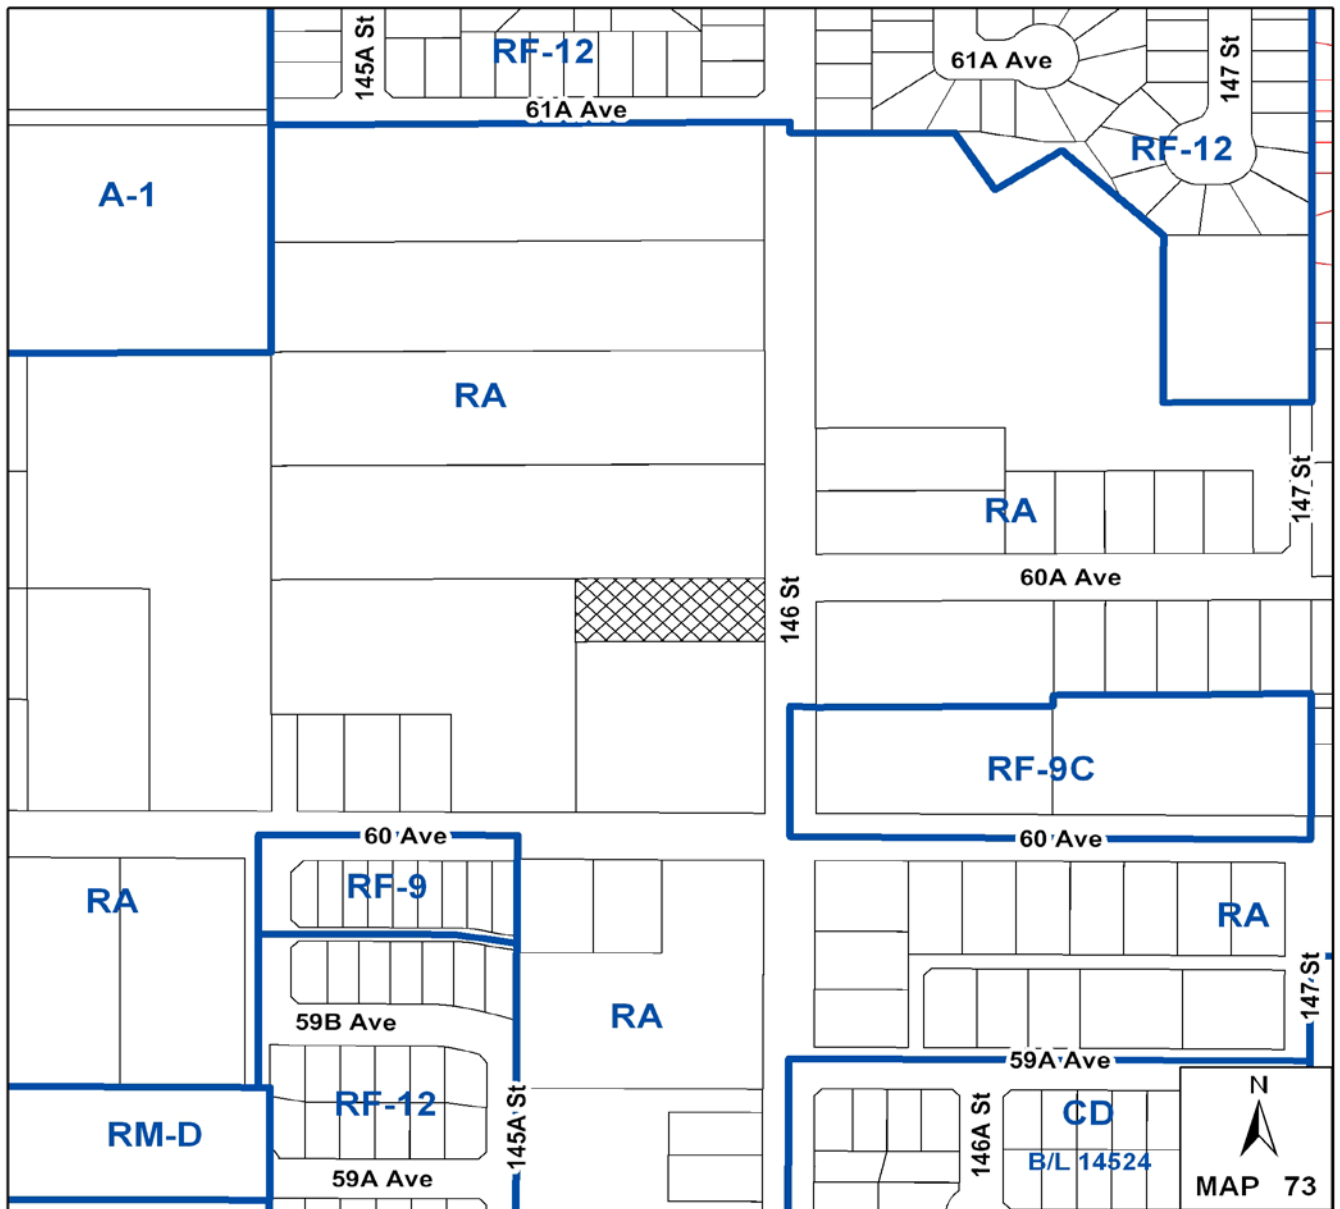 145A St
RF-12
61A Ave
61A Ave
147 St
RF-12
A-1
RA
RA
147 St
60A Ave
146 St
RF-9C
60 Ave
60 Ave
RA
RF-9
RA
RA
147 St
59B Ave
59A Ave
RF-12
145A St
146A St
CD
B/L 14524
RM-D
59A Ave
N
MAP 73